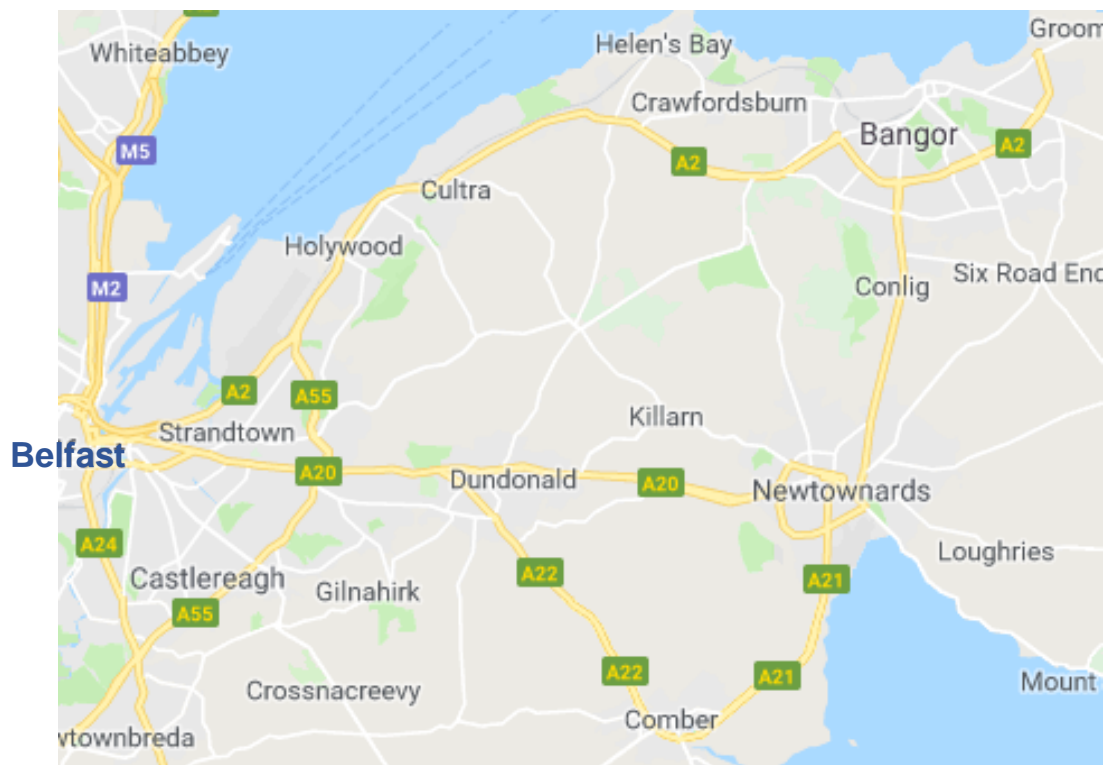 Groom
Whiteabbey
Helen's Bay
Crawfordsburn
Bangor
M5
A2
A2
Cultra
Holywood
Six Road End
M2
Conlig
A2
A55
Killarn
Strandtown
Belfast
A20
Dundonald
A20
Newtownards
A24
Loughries
Castlereagh
A22
A21
Gilnahirk
A55
A22
A21
Mount
Crossnacreevy
Comber
wtownbreda